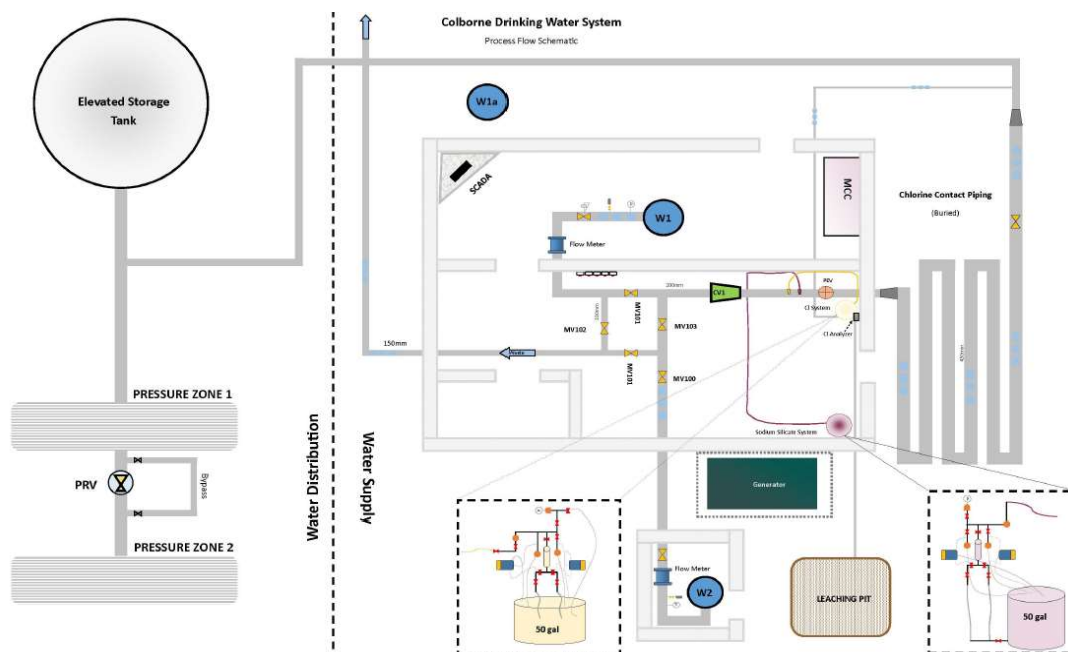 Colborne Drinking Water System
Process Flow Schematic
Elevated Storage
Tank
W1a
SCADA
MCC
Chlorine Contact Piping
(Buried)
W1
Flow Meter
PRV
CV1
MV101
Cl System
MV102
MV103
Cl Analyzer
150mm
Waste
MV101
MV100
PRESSURE ZONE 1
Sodium Silicate System
Water Distribution
Water Supply
PRV
Bypass
Generator
PRESSURE ZONE 2
Flow Meter
W2
LEACHING PIT
50 gal
50 gal